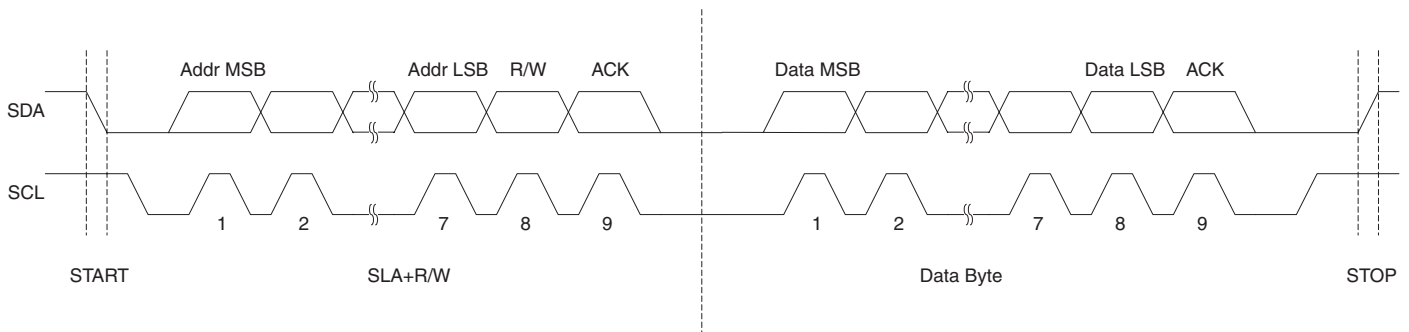 Addr MSB Addr LSB R/W ACK Data MSB Data LSB ACK
SDA
SCL
1 2 7 8 9 1 2 7 8 9
START SLA+R/W Data Byte STOP